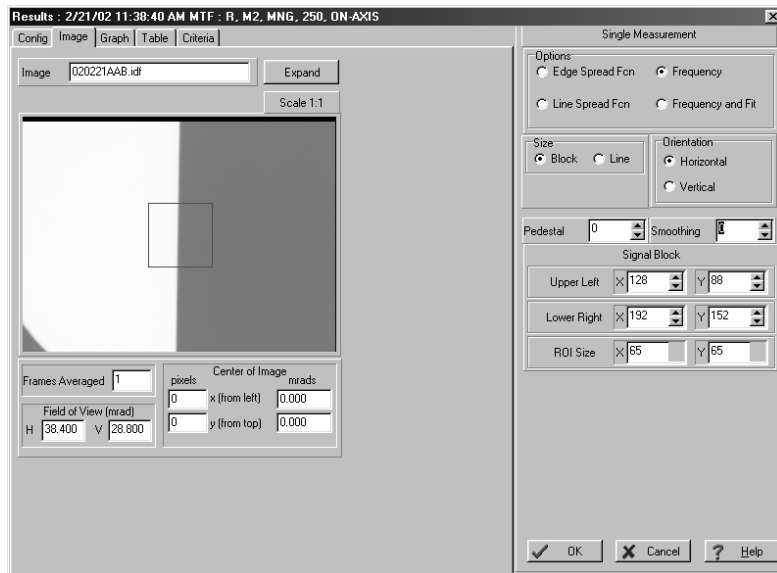 Results : 2/21/02 11:38:40 AM MTF : R, M2, MNG, 250, ON-AXIS
Config Image Graph Table Criteria
Image 020221AAB.idf Expand
Scale 1:1
Frames Averaged 1
Field of View (mrad)
H 38.400 V 28.800
Center of Image
pixels mrads
0 x (from left) 0.000
0 y (from top) 0.000
Single Measurement
Options
Edge Spread Fcn Frequency
Line Spread Fcn Frequency and Fit
Size
Block Line
Orientation
Horizontal
Vertical
Pedestal 0 Smoothing 0
Signal Block
Upper Left X 128 Y 88
Lower Right X 192 Y 152
ROI Size X 65 Y 65
OK Cancel ? Help